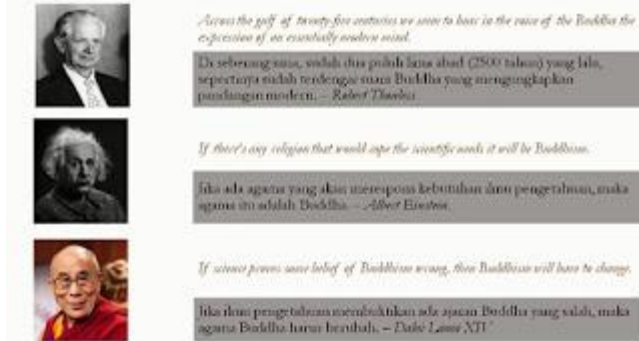 Across the gulf of twenty-five centuries we seem to hear in the voice of the Buddha the
expression of an essentially modern mind.
Di seberang sana, sudah dua puluh lima abad (2500 tahun) yang lalu,
sepertinya sudah terdengar suara Buddha yang mengungkapkan
pandangan modern. – Robert
If there's any religion that would cope the scientific needs it will be Buddhism.
Jika ada agama yang akan merespons kebutuhan ilmu pengetahuan, maka
agama itu adalah Buddha. – Albert Einstein
If science proves some belief of Buddhism wrong, then Buddhism will have to change.
Jika ilmu pengetahuan membuktikan ada ajaran Buddha yang salah, maka
agama Buddha harus berubah. – Dalai Lama XIV